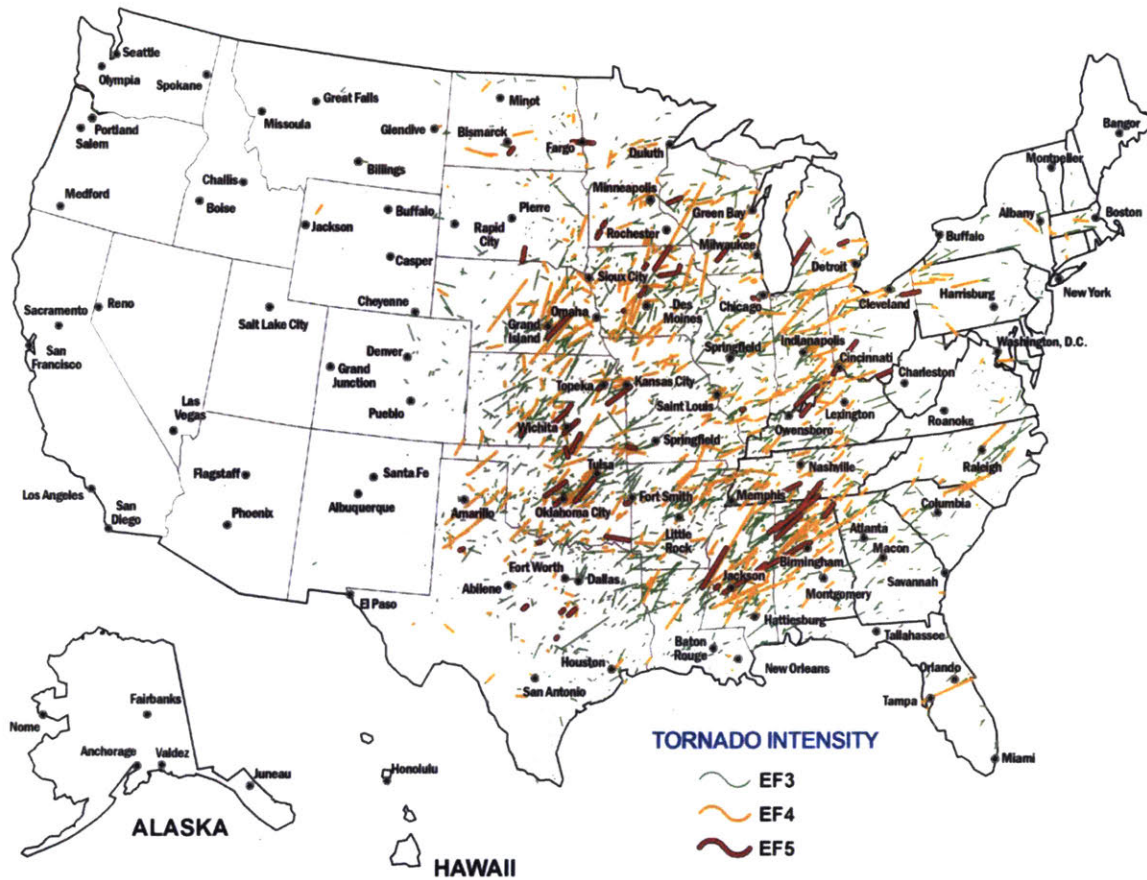 Seattle
Olympia
Spokane
Portland
Salem
Medford
Great Falls
Missoula
Glendive
Billings
Challis
Boise
Minot
Bismarck
Fargo
Duluth
Minneapolis
Pierre
Rapid
City
Rochester
Green Bay
Milwaukee
Bangor
Montpelier
Albany
Boston
Buffalo
Detroit
Jackson
Buffalo
Casper
Cheyenne
Sioux City
Omaha
Grand
Island
Des
Moines
Chicago
Cleveland
Harrisburg
New York
Sacramento
Reno
San
Francisco
Salt Lake City
Denver
Grand
Junction
Pueblo
Springfield
Indianapolis
Cincinnati
Washington, D.C.
Charleston
Topeka
Kansas City
Saint Louis
Lexington
Owensboro
Roanoke
Las
Vegas
Wichita
Springfield
Los Angeles
San
Diego
Flagstaff
Phoenix
Santa Fe
Albuquerque
Amarillo
Tulsa
Oklahoma City
Fort Smith
Little
Rock
Memphis
Nashville
Raleigh
Columbia
Atlanta
Macon
Birmingham
Montgomery
Savannah
El Paso
Abilene
Fort Worth
Dallas
Jackson
Hattiesburg
Baton
Rouge
New Orleans
Tallahassee
Orlando
Tampa
Miami
Houston
San Antonio
Nome
Fairbanks
Anchorage
Valdez
Juneau
ALASKA
Honolulu
HAWAII
TORNADO INTENSITY
EF3
EF4
EF5